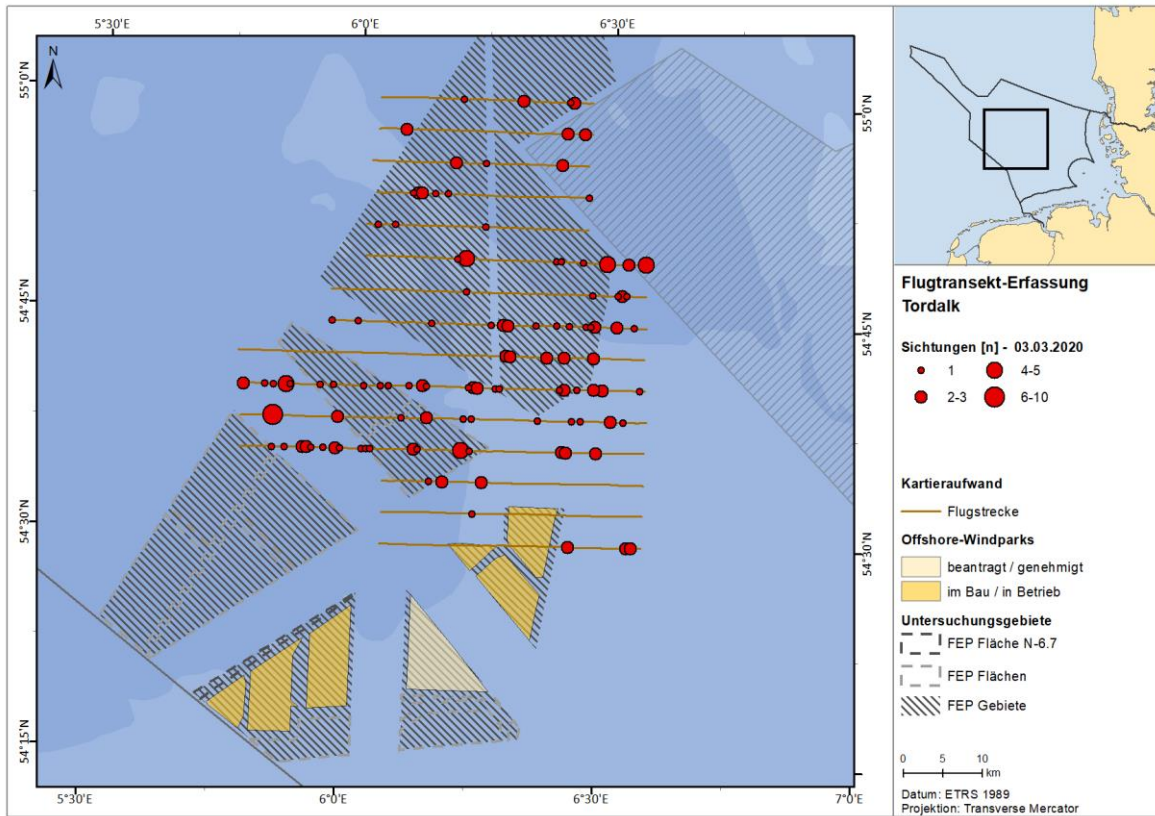 5°30'E
6°0'E
6°30'E
N
55°0'N
55°0'N
54°45'N
54°45'N
54°30'N
54°30'N
54°15'N
5°30'E
6°0'E
6°30'E
7°0'E
Flugtransekt-Erfassung
Tordalk
Sichtungen [n] - 03.03.2020
1
4-5
2-3
6-10
Kartieraufwand
Flugstrecke
Offshore-Windparks
beantragt / genehmigt
im Bau / in Betrieb
Untersuchungsgebiete
FEP Fläche N-6.7
FEP Flächen
FEP Gebiete
0 5 10
km
Datum: ETRS 1989
Projektion: Transverse Mercator